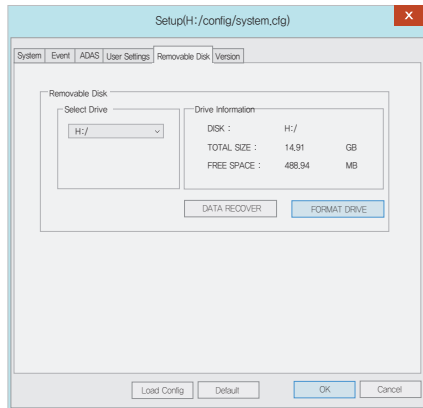 Setup(H:/config/system.cfg)
x
System Event ADAS User Settings Removable Disk Version
Removable Disk
Select Drive
H:/
Drive Information
DISK : H:/
TOTAL SIZE : 14.91 GB
FREE SPACE : 488.94 MB
DATA RECOVER FORMAT DRIVE
Load Config Default OK Cancel